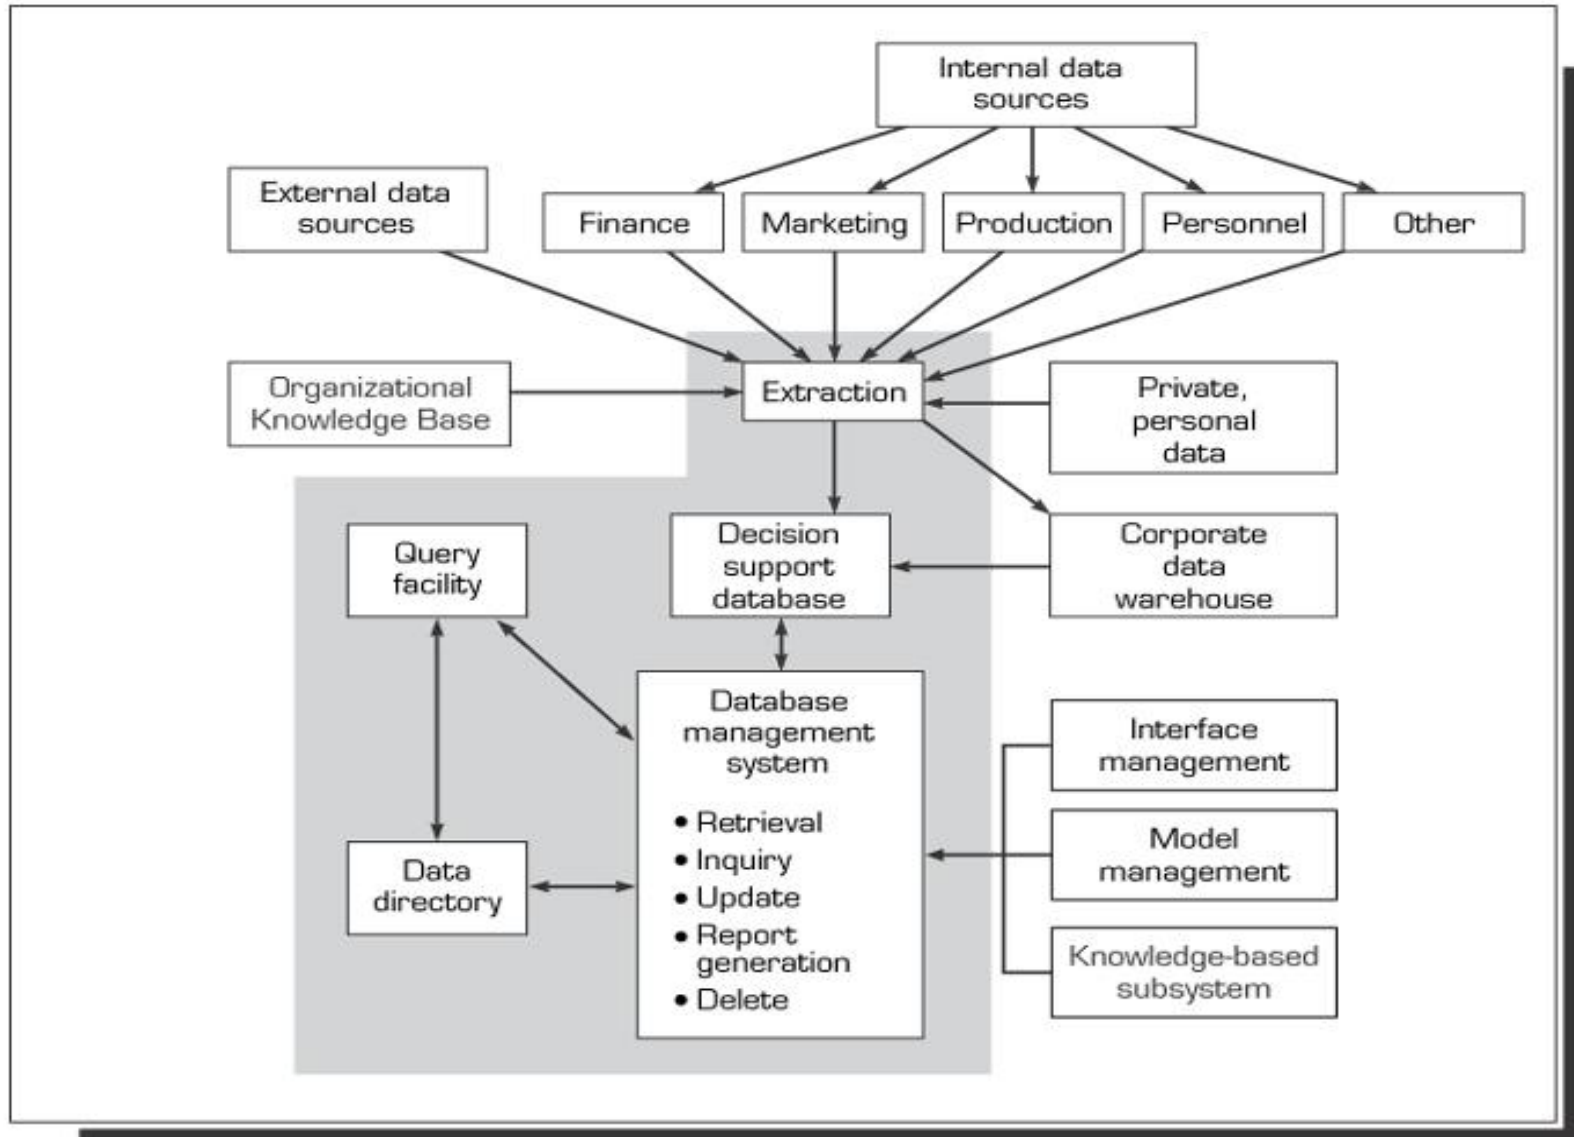 Internal data
sources
External data
sources
Finance
Marketing
Production
Personnel
Other
Organizational
Knowledge Base
Extraction
Private,
personal
data
Query
facility
Decision
support
database
Corporate
data
warehouse
Database
management
system
• Retrieval
• Inquiry
• Update
• Report
generation
• Delete
Data
directory
Interface
management
Model
management
Knowledge-based
subsystem